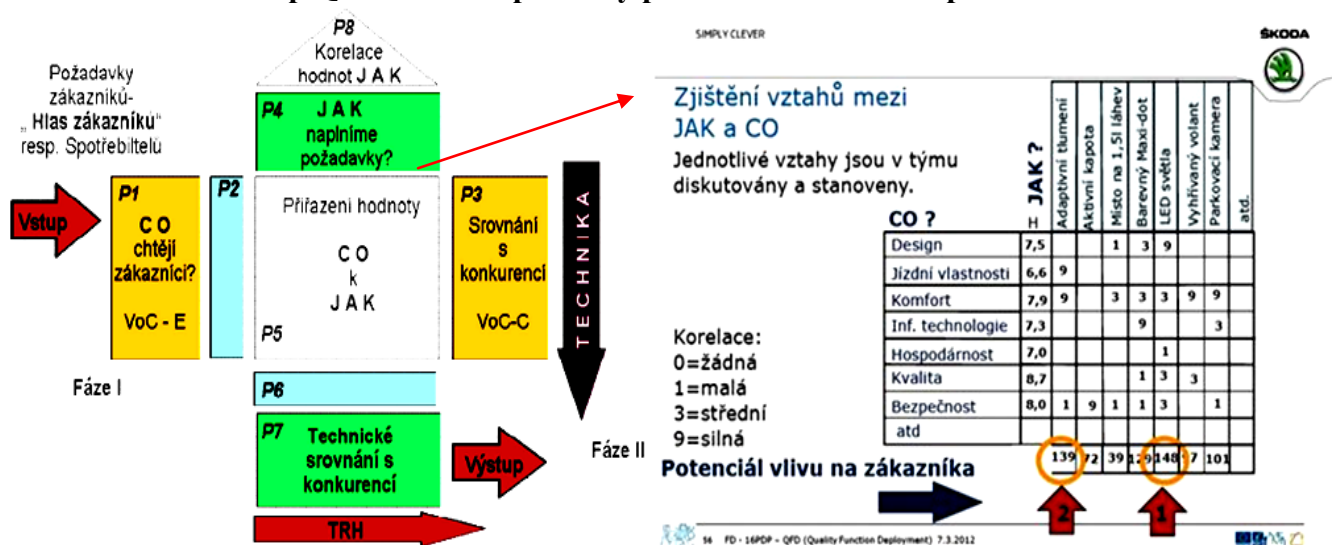 P8
Korelace
hodnot J A K
Požadavky
zákazníků-
„ Hlas zákazníků“
resp. Spotřebiltelů
P4 J A K
naplníme
požadavky?
Vstup
P1
C O
chtějí
zákazníci?
VoC - E
P2
Přiřazení hodnoty
C O
k
J A K
P5
P3
Srovnání
s
konkurencí
VoC-C
TECHNIKA
Fáze I
P6
P7 Technické
srovnání s
konkurencí
Výstup
Fáze II
TRH
SIMPLY CLEVER
ŠKODA
Zjištění vztahů mezi
JAK a CO
Jednotlivé vztahy jsou v týmu
diskutovány a stanoveny.
CO ? H JAK ? Adaptivní tlumení Aktivní kapota Místo na 1,5l láhev Barevný Maxi-dot LED světla Vyhřívaný volant Parkovací kamera atd.
Design 7,5 1 3 9
Jízdní vlastnosti 6,6 9
Komfort 7,9 9 3 3 3 9 9
Inf. technologie 7,3 9 3
Hospodárnost 7,0 1
Kvalita 8,7 1 3 3
Bezpečnost 8,0 1 9 1 1 3 1
atd
139 72 39 148 101
Korelace:
0=žádná
1=malá
3=střední
9=silná
Potenciál vlivu na zákazníka
2
1
56 FD - 16PDP - QFD (Quality Function Deployment) 7.3.2012